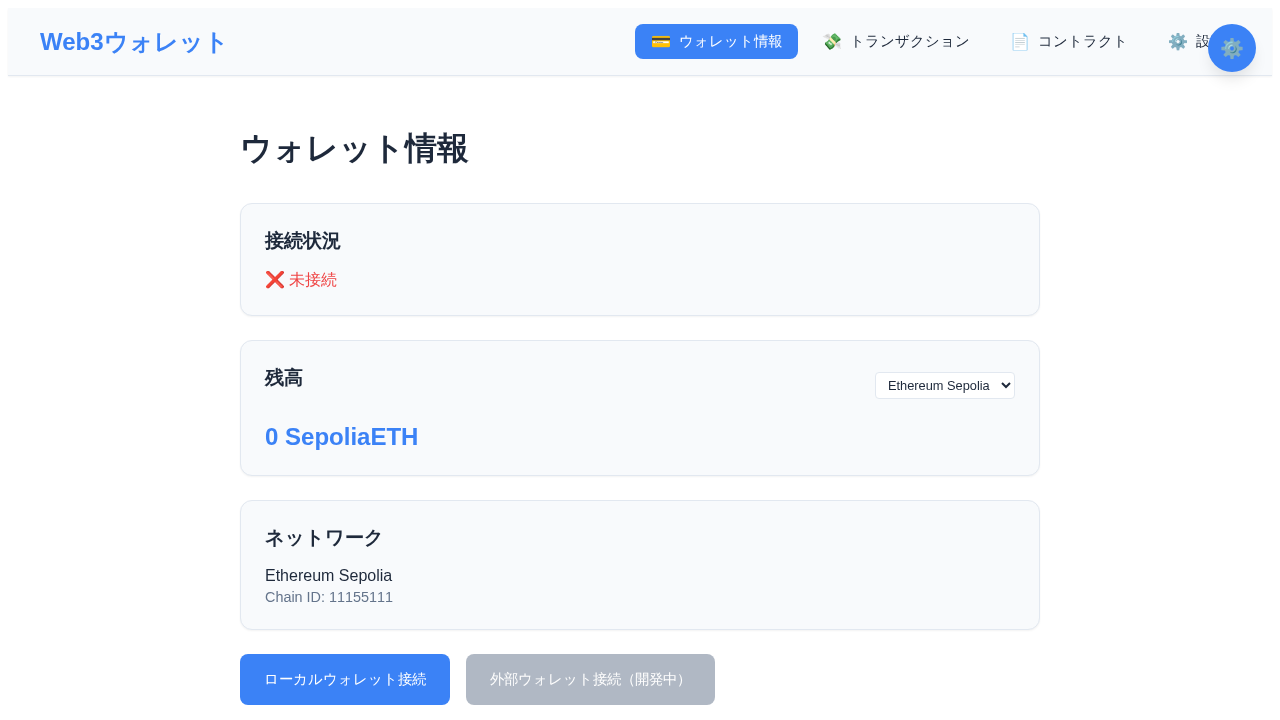 Web3ウォレット
ウォレット情報
トランザクション
コントラクト
設
ウォレット情報
接続状況
未接続
残高
Ethereum Sepolia
0 SepoliaETH
ネットワーク
Ethereum Sepolia
Chain ID: 11155111
ローカルウォレット接続
外部ウォレット接続（開発中）